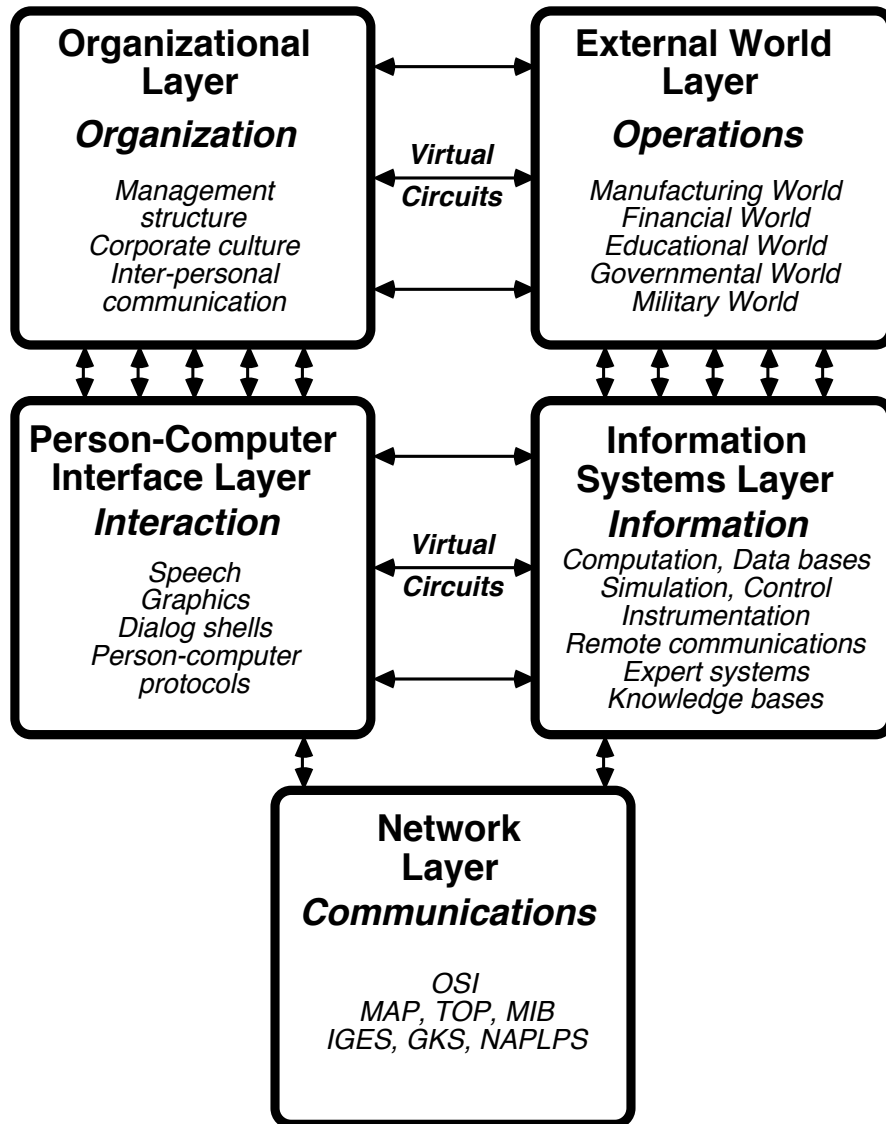 Organizational
Layer
Organization
Management
structure
Corporate culture
Inter-personal
communication
Virtual
Circuits
External World
Layer
Operations
Manufacturing World
Financial World
Educational World
Governmental World
Military World
Person-Computer
Interface Layer
Interaction
Speech
Graphics
Dialog shells
Person-computer
protocols
Virtual
Circuits
Information
Systems Layer
Information
Computation, Data bases
Simulation, Control
Instrumentation
Remote communications
Expert systems
Knowledge bases
Network
Layer
Communications
OSI
MAP, TOP, MIB
IGES, GKS, NAPLPS